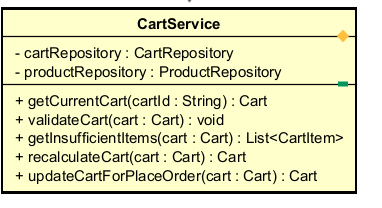 CartService
- cartRepository : CartRepository
- productRepository : ProductRepository
+ getCurrentCart(cartId : String) : Cart
+ validateCart(cart : Cart) : void
+ getInsufficientItems(cart : Cart) : List<CartItem>
+ recalculateCart(cart : Cart) : Cart
+ updateCartForPlaceOrder(cart : Cart) : Cart